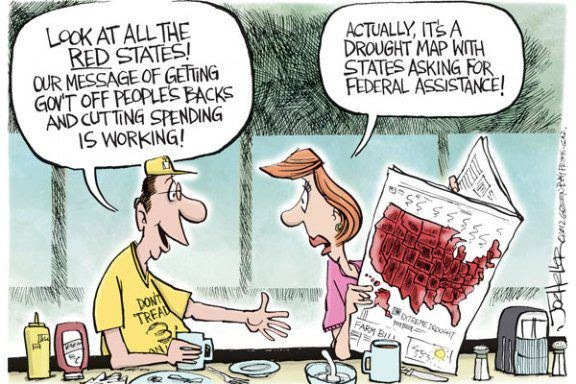 LOOK AT ALL THE
RED STATES!
OUR MESSAGE OF GETTING
GOV'T OFF PEOPLE'S BACKS
AND CUTTING SPENDING
IS WORKING!
ACTUALLY, IT'S A
DROUGHT MAP WITH
STATES ASKING FOR
FEDERAL ASSISTANCE!
DON'T
TREAD
ON
EXTREME DROUGHT
FARM BILL